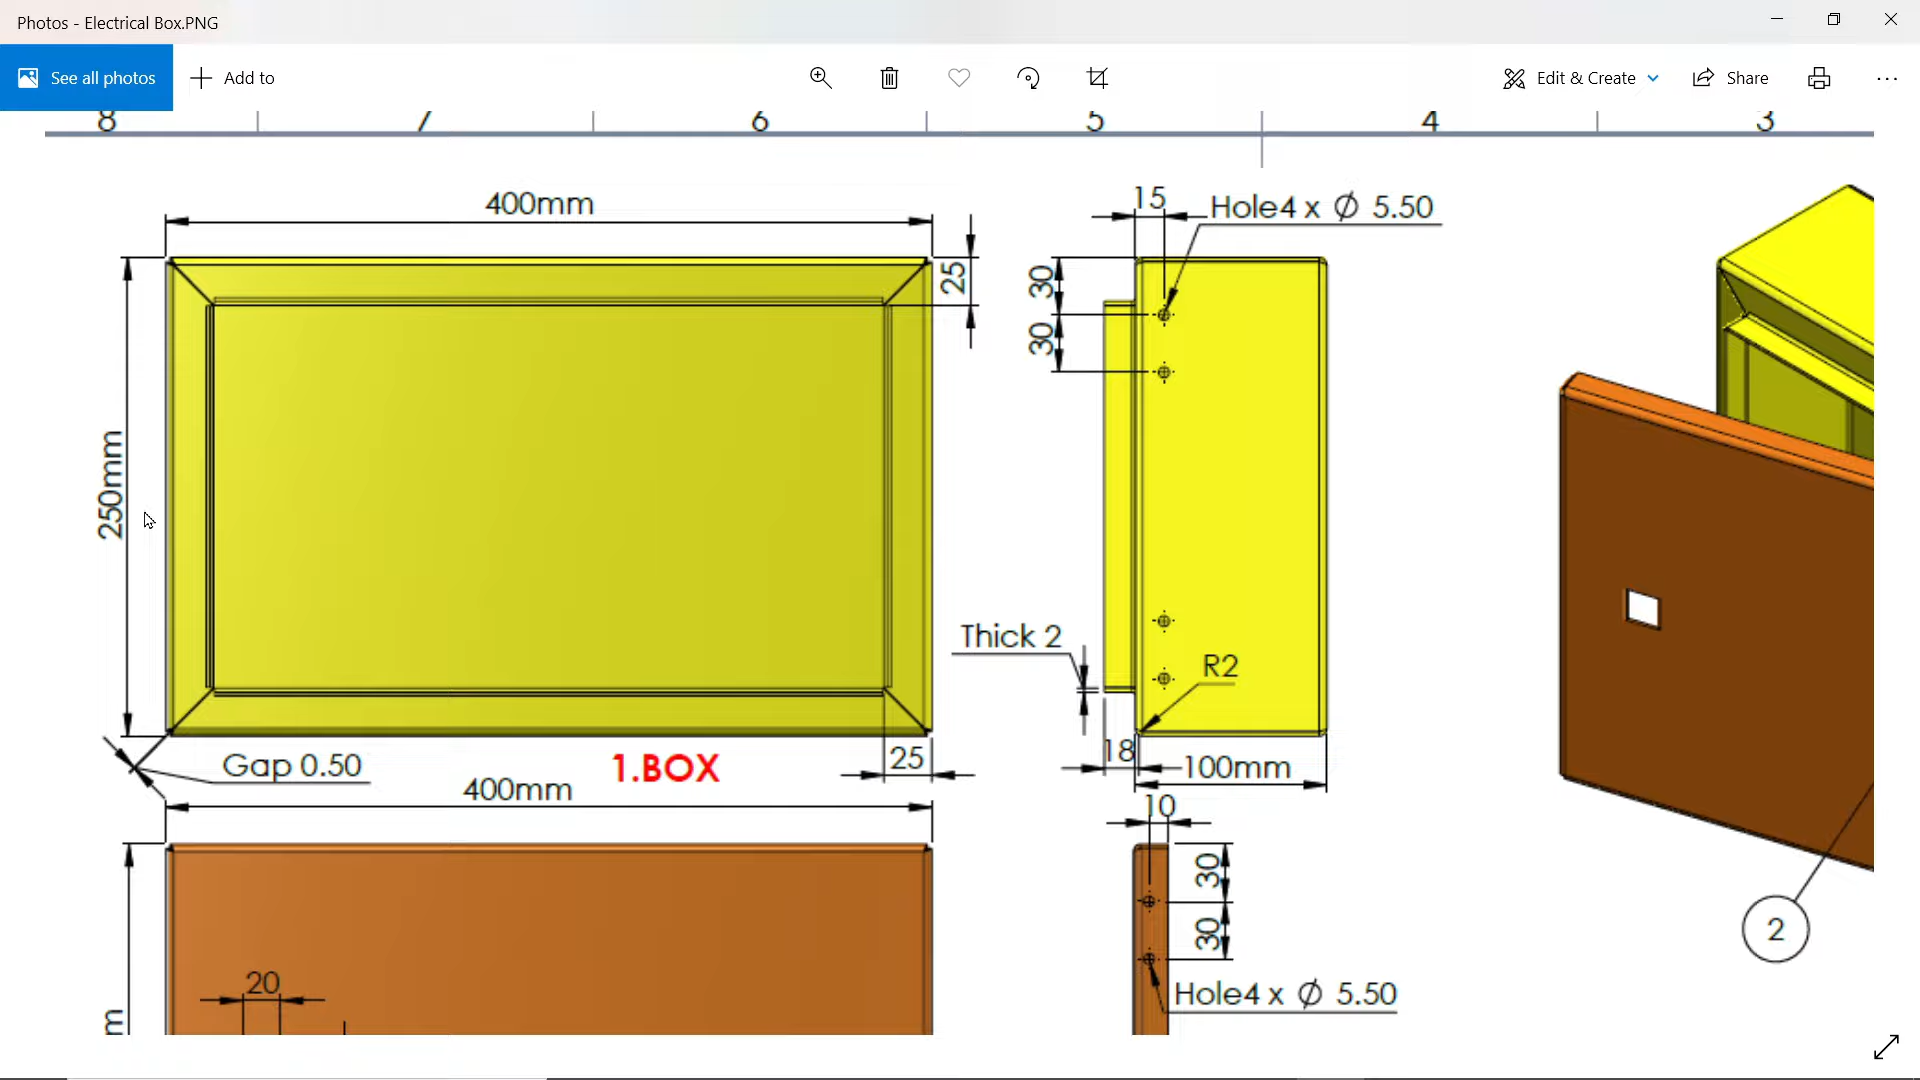 Photos - Electrical Box.PNG
See all photos
Add to
Edit & Create
Share
8 7 6 5 4 3
400mm
15
Hole4 x ∅ 5.50
25
30
30
250mm
Thick 2
R2
Gap 0.50
1.BOX
25
18
100mm
400mm
10
30
30
2
20
Hole4 x ∅ 5.50
m